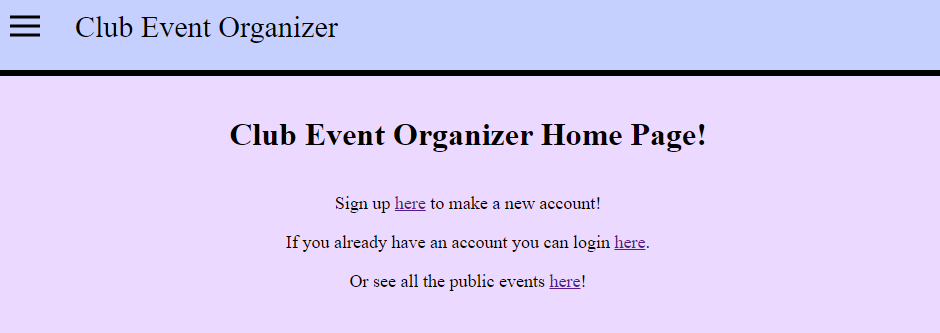 Club Event Organizer
Club Event Organizer Home Page!
Sign up here to make a new account!
If you already have an account you can login here.
Or see all the public events here!